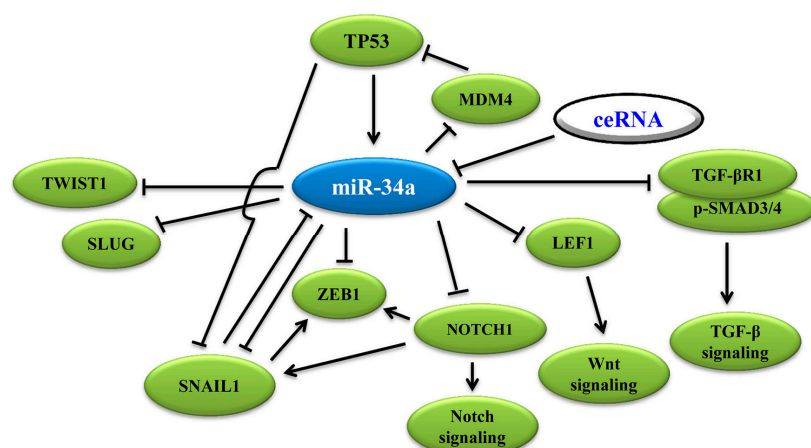 TP53
MDM4
ceRNA
TWIST1
miR-34a
TGF-βR1
p-SMAD3/4
SLUG
LEF1
ZEB1
NOTCH1
TGF-β
signaling
SNAIL1
Wnt
signaling
Notch
signaling